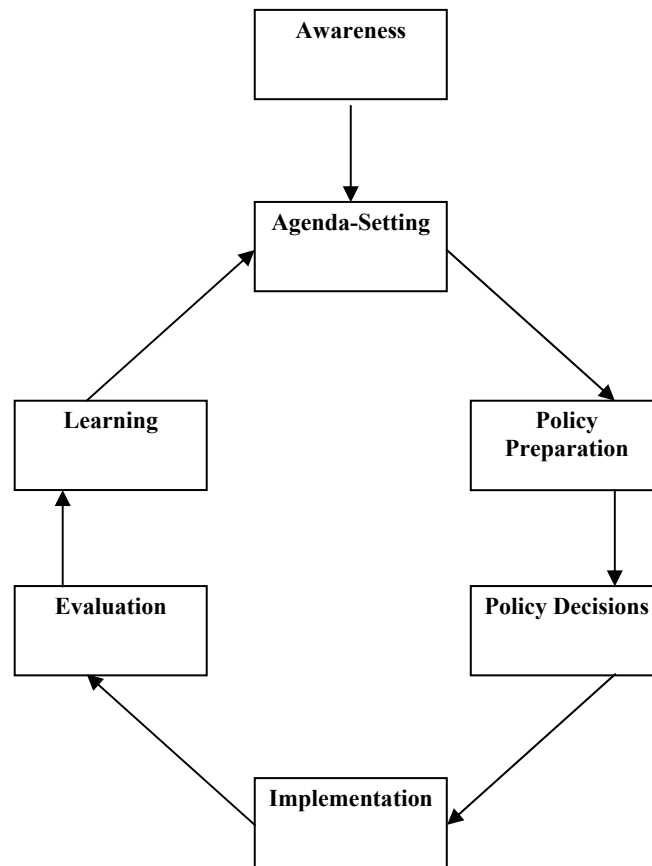 Awareness
Agenda-Setting
Policy
Preparation
Policy Decisions
Implementation
Evaluation
Learning